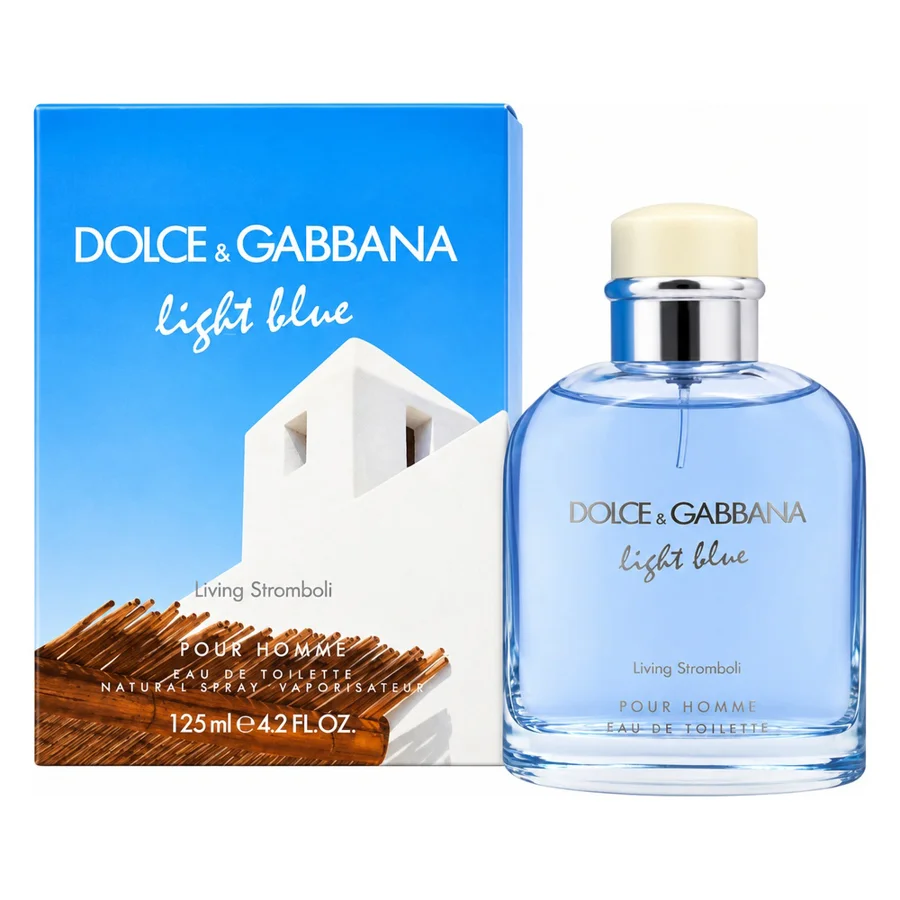 DOLCE & GABBANA
light blue
Living Stromboli
POUR HOMME
EAU DE TOILETTE
NATURAL SPRAY VAPORISATEUR
125 ml ℮ 4.2 FL.OZ.
DOLCE & GABBANA
light blue
Living Stromboli
POUR HOMME
EAU DE TOILETTE